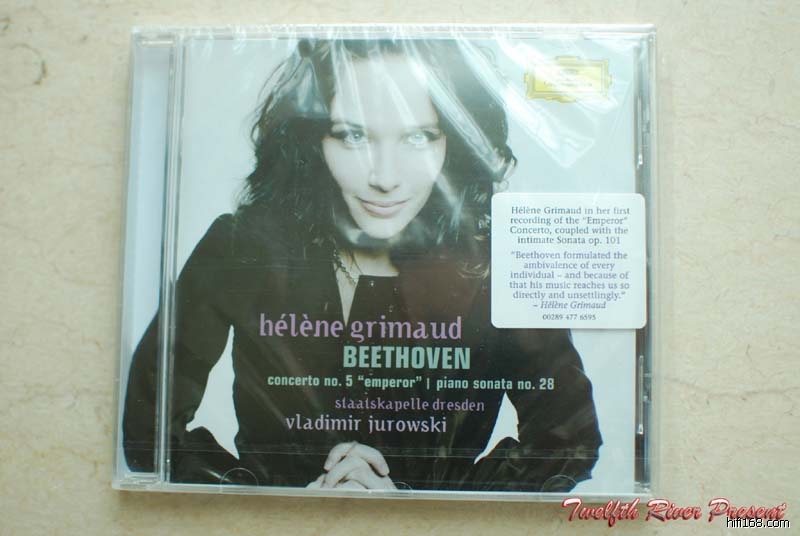 Hélène Grimaud in her first
recording of the “Emperor”
Concerto, coupled with the
intimate Sonata op. 101
“Beethoven formulated the
ambivalence of every
individual – and because of
that his music reaches us so
directly and unsettlingly.”
– Hélène Grimaud
00289 477 6595
hélène grimaud
BEETHOVEN
concerto no. 5 “emperor” | piano sonata no. 28
staatskapelle dresden
vladimir jurowski
Twelfth River Present
hifi168.com